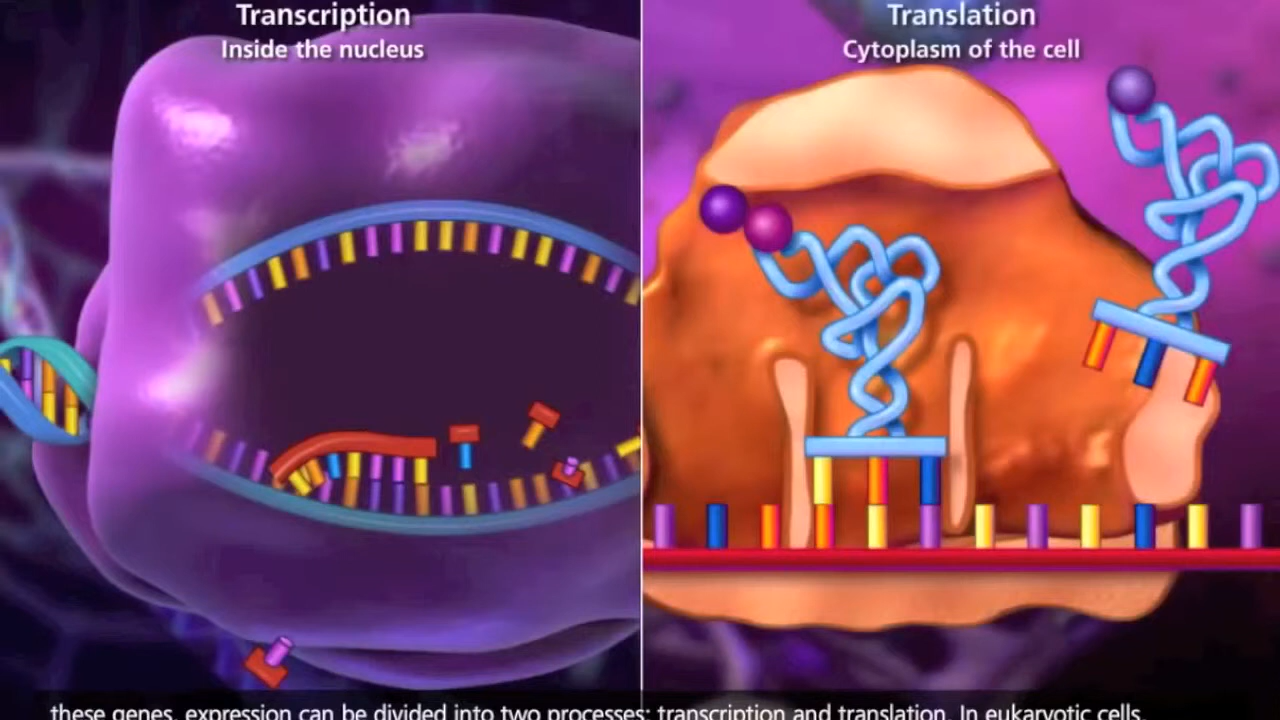 Transcription
Inside the nucleus
Translation
Cytoplasm of the cell
these genes, expression can be divided into two processes: transcription and translation. In eukaryotic cells,